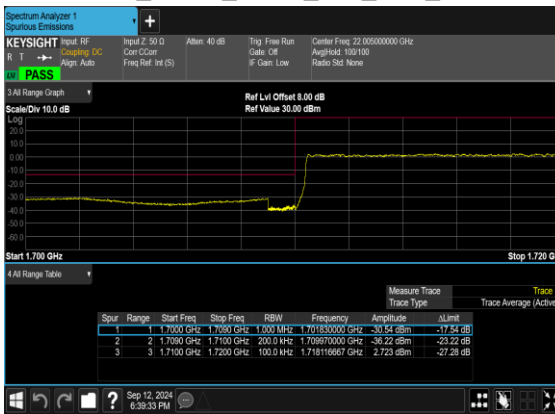 Spectrum Analyzer 1
Spurious Emissions
KEYSIGHT
R T
LVI PASS
Input: RF
Coupling: DC
Align: Auto
Input Z: 50 Ω
Corr CCorr
Freq Ref: Int (S)
Atten: 40 dB
Trig: Free Run
Gate: Off
IF Gain: Low
Center Freq: 22.005000000 GHz
Avg|Hold: 100/100
Radio Std: None
3 All Range Graph
Scale/Div 10.0 dB
Ref Lvl Offset 8.00 dB
Ref Value 30.00 dBm
Log
20.0
10.0
0.00
-10.0
-20.0
-30.0
-40.0
-50.0
-60.0
Start 1.700 GHz
Stop 1.720 G
4 All Range Table
Measure Trace Trace
Trace Type Trace Average (Active
Spur Range Start Freq Stop Freq RBW Frequency Amplitude ΔLimit
1 1 1.7000 GHz 1.7090 GHz 1.000 MHz 1.701830000 GHz -30.54 dBm -17.54 dB
2 2 1.7090 GHz 1.7100 GHz 200.0 kHz 1.709970000 GHz -36.22 dBm -23.22 dB
3 3 1.7100 GHz 1.7200 GHz 100.0 kHz 1.718116667 GHz 2.723 dBm -27.28 dB
?
Sep 12, 2024
6:39:33 PM